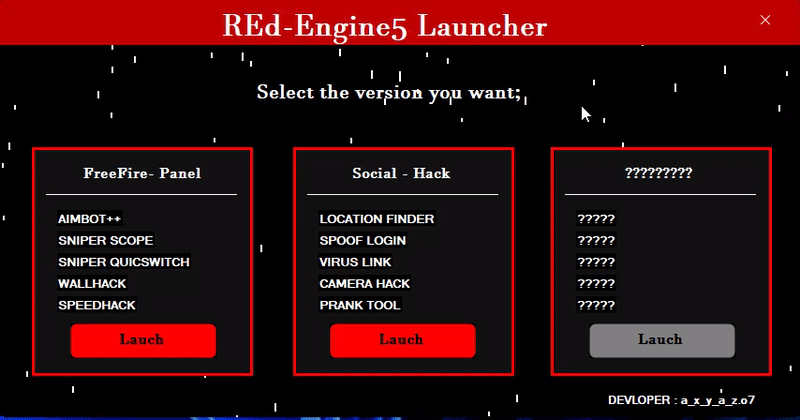 REd-Engine5 Launcher
Select the version you want;
FreeFire- Panel
AIMBOT++
SNIPER SCOPE
SNIPER QUICSWITCH
WALLHACK
SPEEDHACK
Lauch
Social - Hack
LOCATION FINDER
SPOOF LOGIN
VIRUS LINK
CAMERA HACK
PRANK TOOL
Lauch
?????????
?????
?????
?????
?????
?????
Lauch
DEVLOPER : a_x_y_a_z.o7